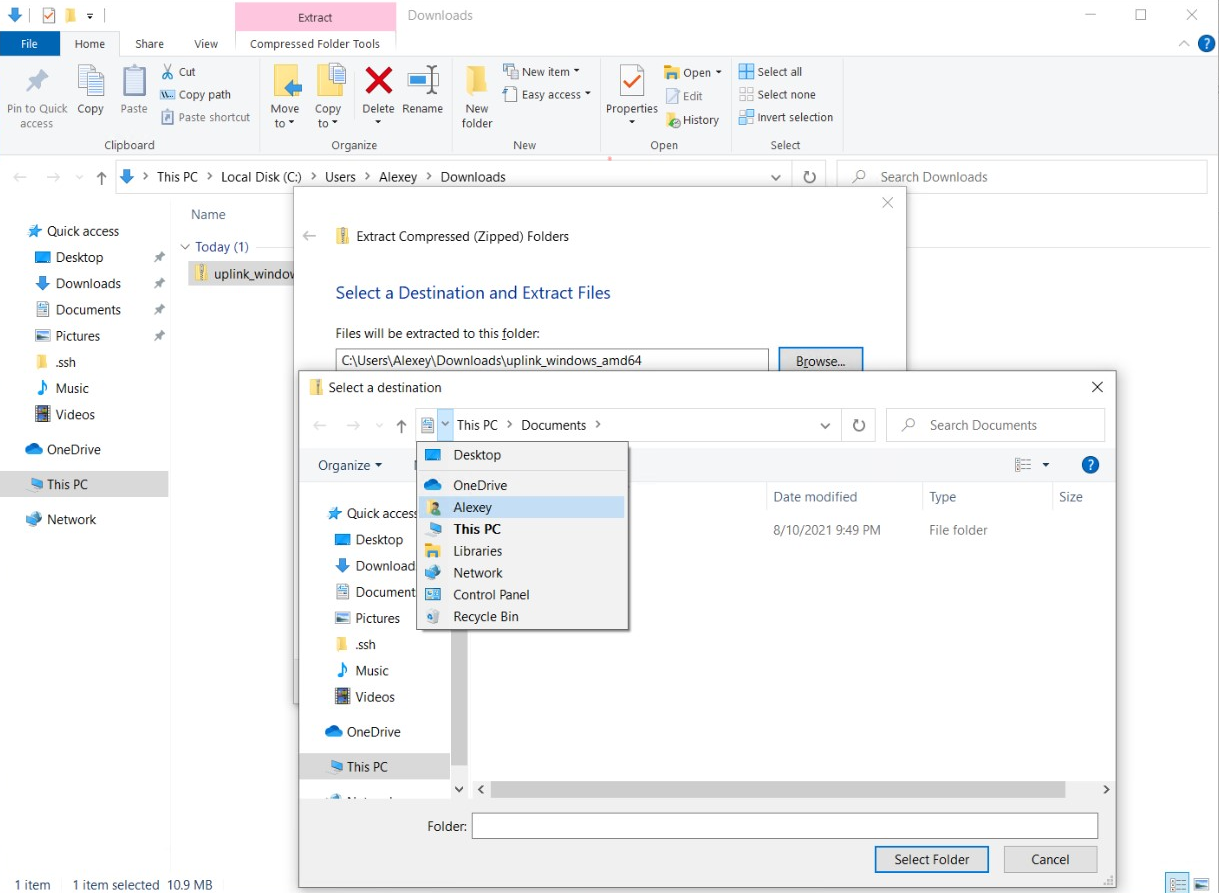 Extract
Downloads
File
Home
Share
View
Compressed Folder Tools
Pin to Quick access
Copy
Paste
Cut
Copy path
Paste shortcut
Clipboard
Move to
Copy to
Delete
Rename
Organize
New folder
New item
Easy access
New
Properties
Open
Edit
History
Open
Select all
Select none
Invert selection
Select
This PC > Local Disk (C:) > Users > Alexey > Downloads
Search Downloads
Quick access
Desktop
Downloads
Documents
Pictures
.ssh
Music
Videos
OneDrive
This PC
Network
Name
Today (1)
uplink_window
Extract Compressed (Zipped) Folders
Select a Destination and Extract Files
Files will be extracted to this folder:
C:\Users\Alexey\Downloads\uplink_windows_amd64
Browse...
Select a destination
This PC > Documents >
Search Documents
Organize
Desktop
OneDrive
Alexey
This PC
Libraries
Network
Control Panel
Recycle Bin
Date modified
Type
Size
8/10/2021 9:49 PM
File folder
Quick access
Desktop
Download
Document
Pictures
.ssh
Music
Videos
OneDrive
This PC
Folder:
Select Folder
Cancel
1 item
1 item selected 10.9 MB